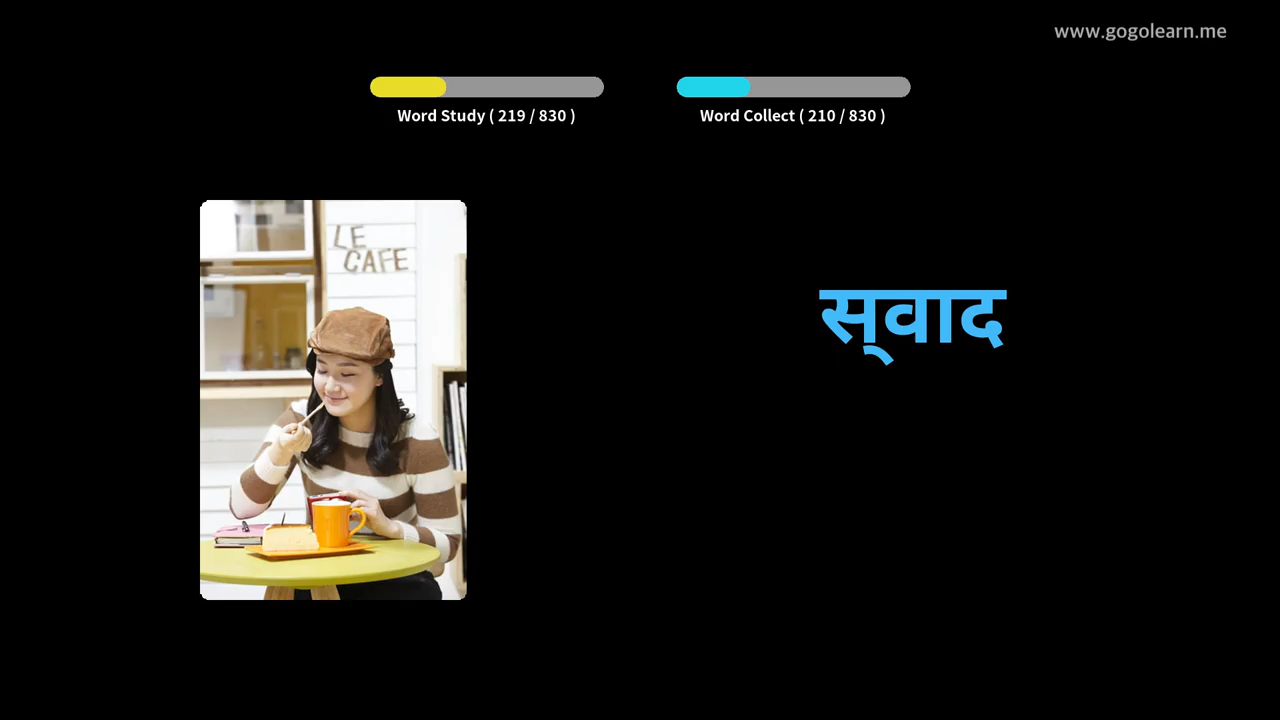 www.gogolearn.me
Word Study ( 219 / 830 )
Word Collect ( 210 / 830 )
LE
CAFE
स्‌वाद